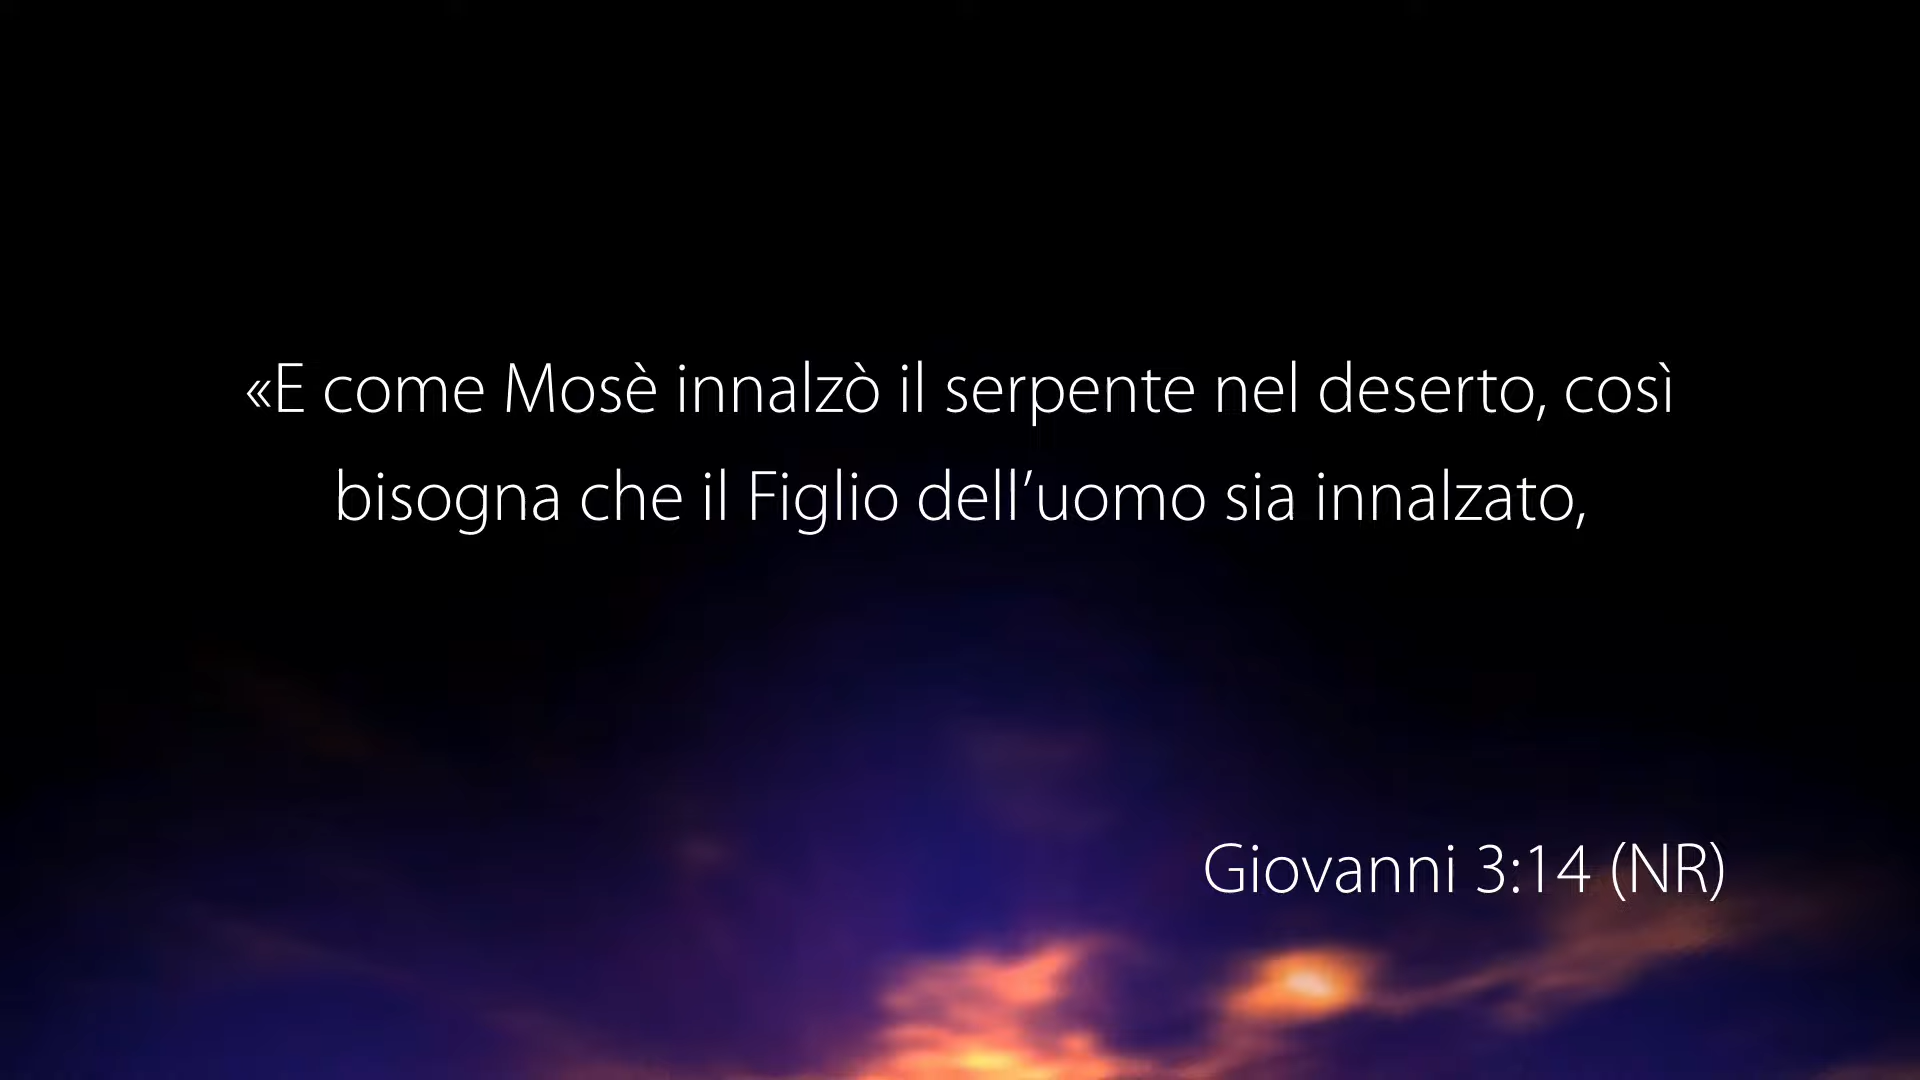 «E come Mosè innalzò il serpente nel deserto, così
bisogna che il Figlio dell’uomo sia innalzato,
Giovanni 3:14 (NR)